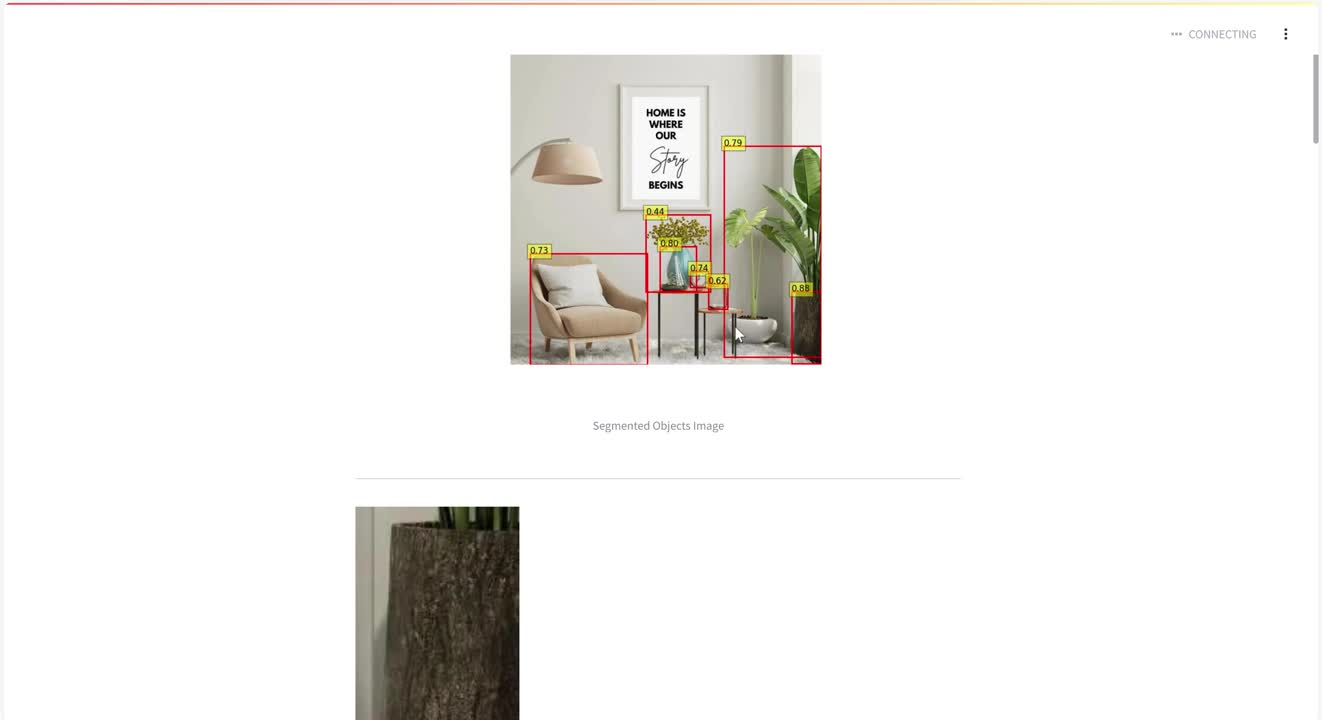 CONNECTING
HOME IS
WHERE
OUR
Story
BEGINS
0.79
0.44
0.80
0.73
0.74
0.62
0.88
Segmented Objects Image